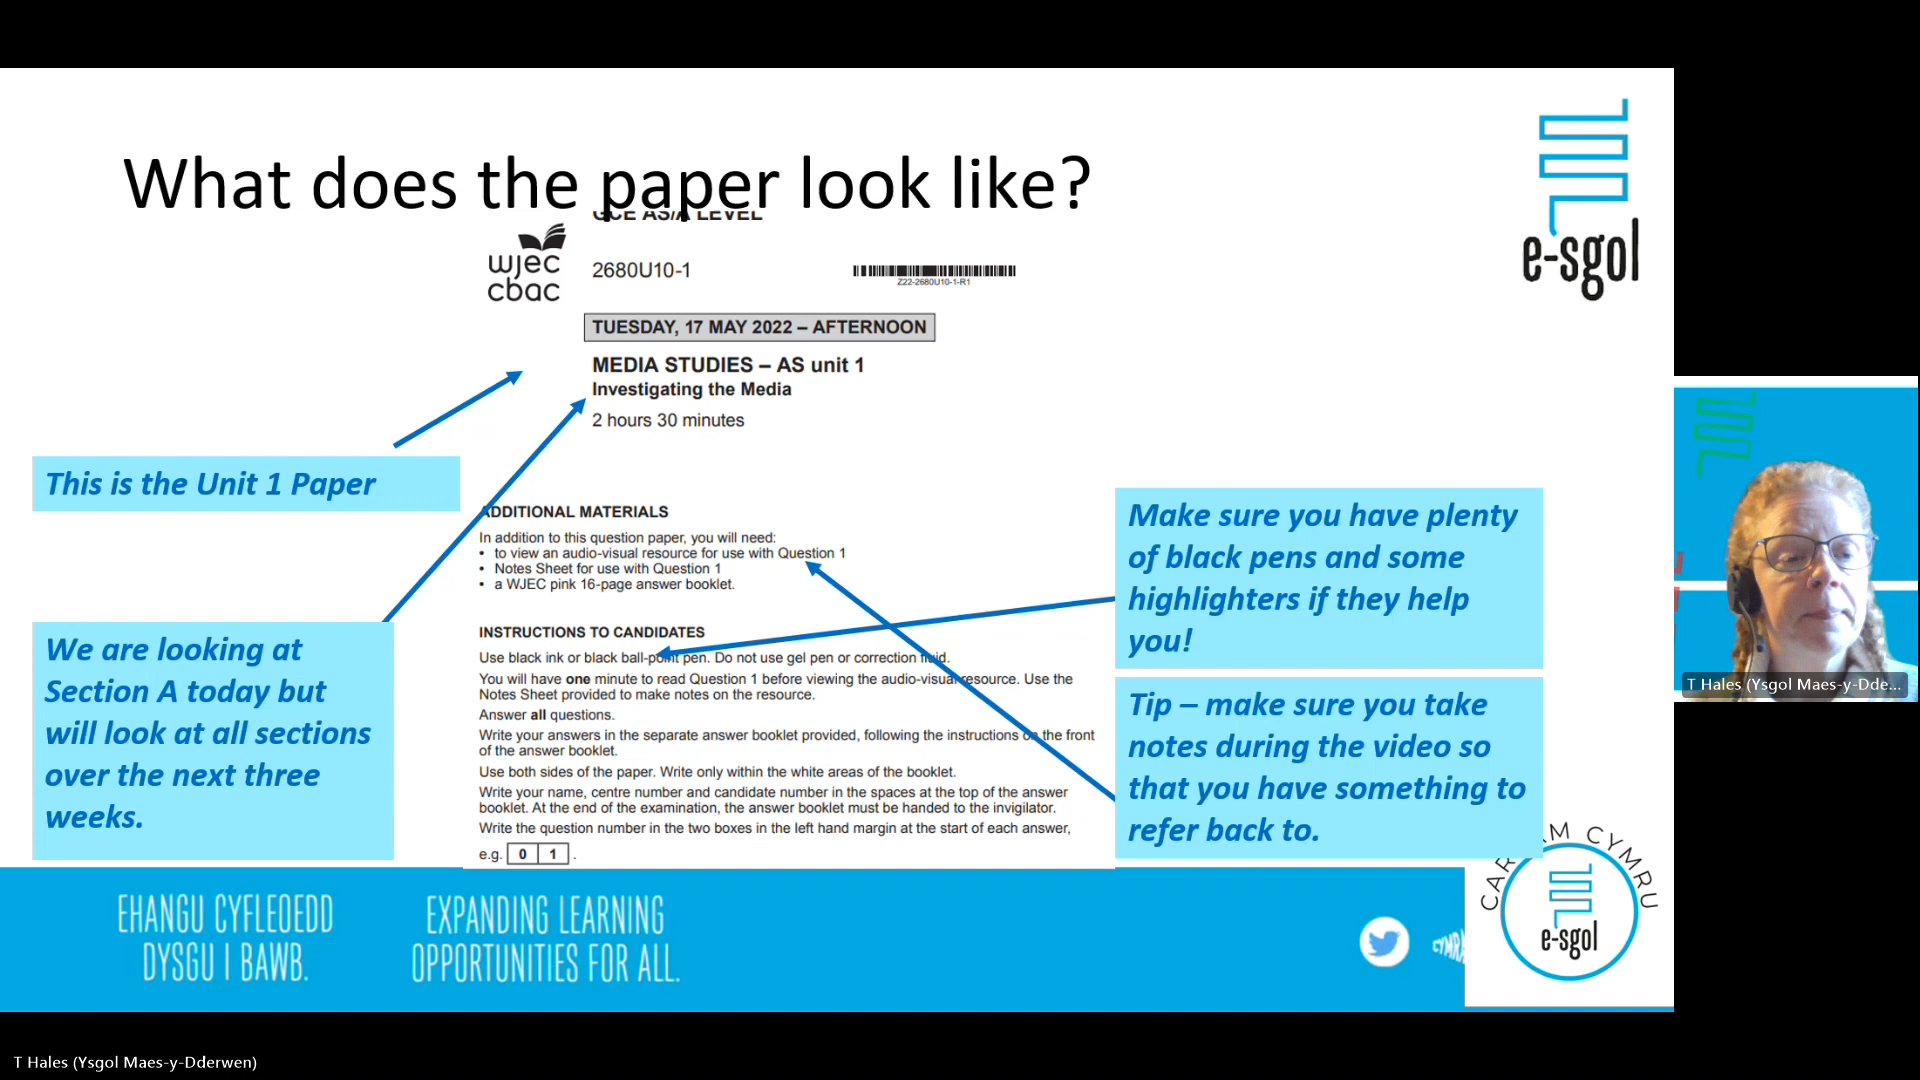 What does the paper look like?
GCE AS/A LEVEL
wjec
cbac
2680U10-1
Z22-2680U10-1-R1
TUESDAY, 17 MAY 2022 – AFTERNOON
MEDIA STUDIES – AS unit 1
Investigating the Media
2 hours 30 minutes
This is the Unit 1 Paper
We are looking at
Section A today but
will look at all sections
over the next three
weeks.
ADDITIONAL MATERIALS
In addition to this question paper, you will need:
• to view an audio-visual resource for use with Question 1
• Notes Sheet for use with Question 1
• a WJEC pink 16-page answer booklet.
INSTRUCTIONS TO CANDIDATES
Use black ink or black ball-point pen. Do not use gel pen or correction fluid.
You will have one minute to read Question 1 before viewing the audio-visual resource. Use the
Notes Sheet provided to make notes on the resource.
Answer all questions.
Write your answers in the separate answer booklet provided, following the instructions on the front
of the answer booklet.
Use both sides of the paper. Write only within the white areas of the booklet.
Write your name, centre number and candidate number in the spaces at the top of the answer
booklet. At the end of the examination, the answer booklet must be handed to the invigilator.
Write the question number in the two boxes in the left hand margin at the start of each answer,
e.g. 0 1 .
Make sure you have plenty
of black pens and some
highlighters if they help
you!
Tip – make sure you take
notes during the video so
that you have something to
refer back to.
e-sgol
EHANGU CYFLEOEDD
DYSGU I BAWB.
EXPANDING LEARNING
OPPORTUNITIES FOR ALL.
CYMRU
e-sgol
T Hales (Ysgol Maes-y-Dde...
T Hales (Ysgol Maes-y-Dderwen)